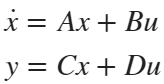 ẋ = Ax + Bu
y = Cx + Du